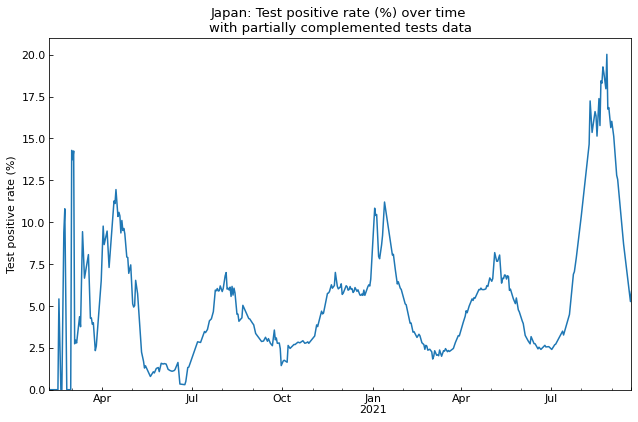 Japan: Test positive rate (%) over time
with partially complemented tests data
Test positive rate (%)
20.0
17.5
15.0
12.5
10.0
7.5
5.0
2.5
0.0
Apr
Jul
Oct
Jan
2021
Apr
Jul